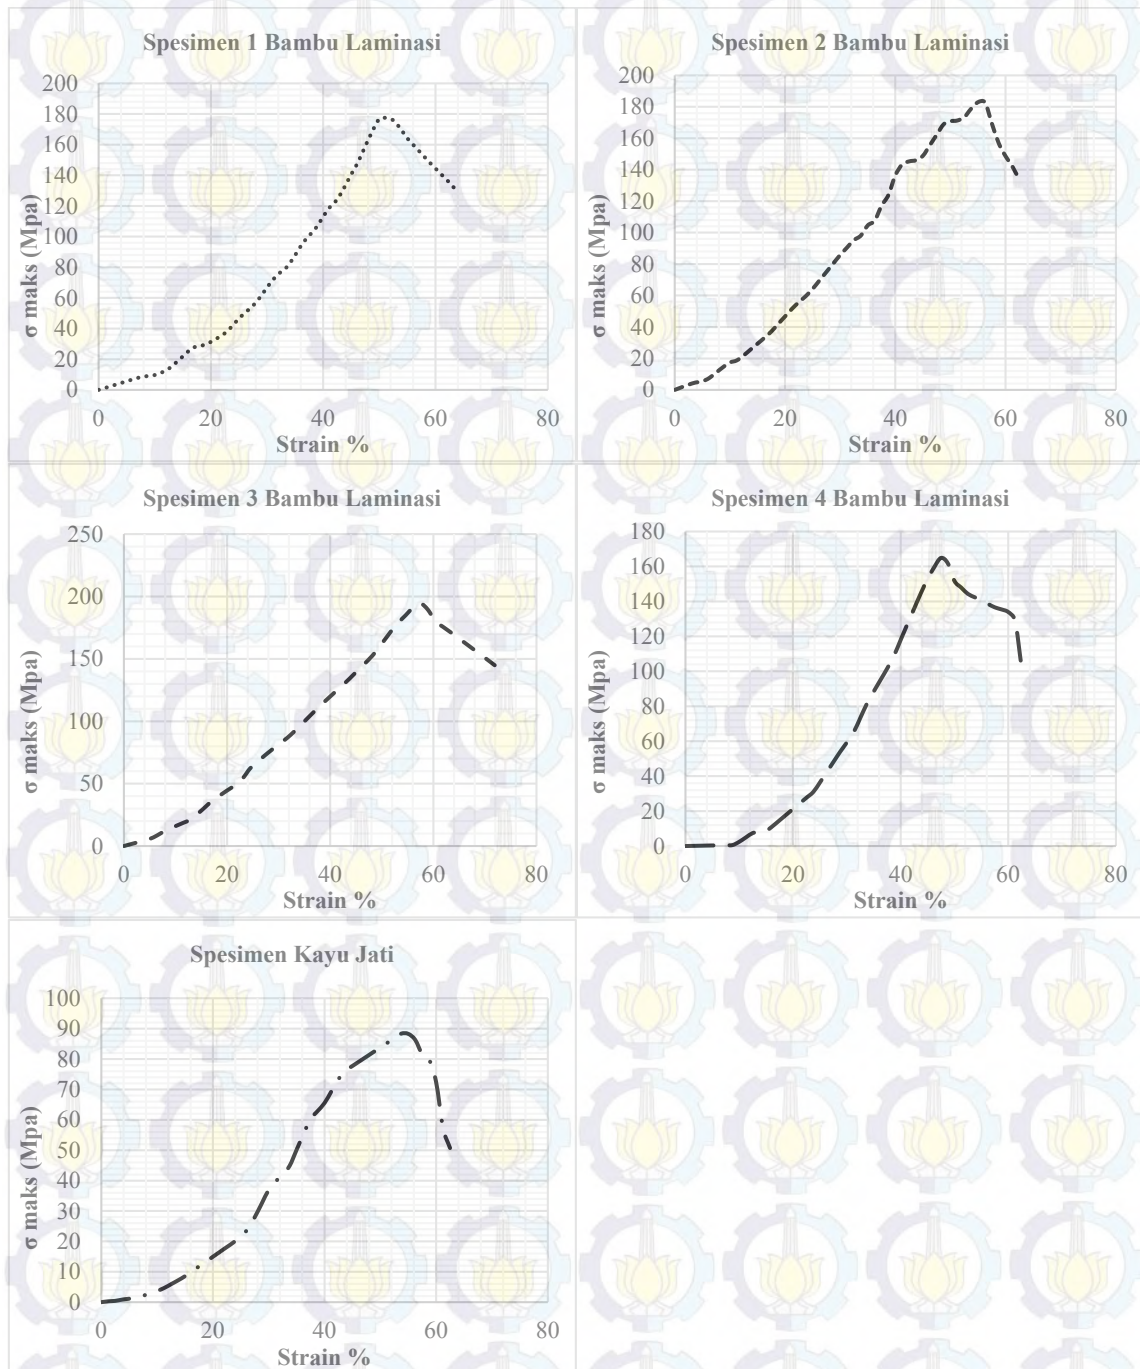 Spesimen 1 Bambu Laminasi
200
180
160
140
120
100
80
60
40
20
0
σ maks (Mpa)
0 20 40 60 80
Strain %
Spesimen 2 Bambu Laminasi
200
180
160
140
120
100
80
60
40
20
0
σ maks (Mpa)
0 20 40 60 80
Strain %
Spesimen 3 Bambu Laminasi
250
200
150
100
50
0
σ maks (Mpa)
0 20 40 60 80
Strain %
Spesimen 4 Bambu Laminasi
180
160
140
120
100
80
60
40
20
0
σ maks (Mpa)
0 20 40 60 80
Strain %
Spesimen Kayu Jati
100
90
80
70
60
50
40
30
20
10
0
σ maks (Mpa)
0 20 40 60 80
Strain %